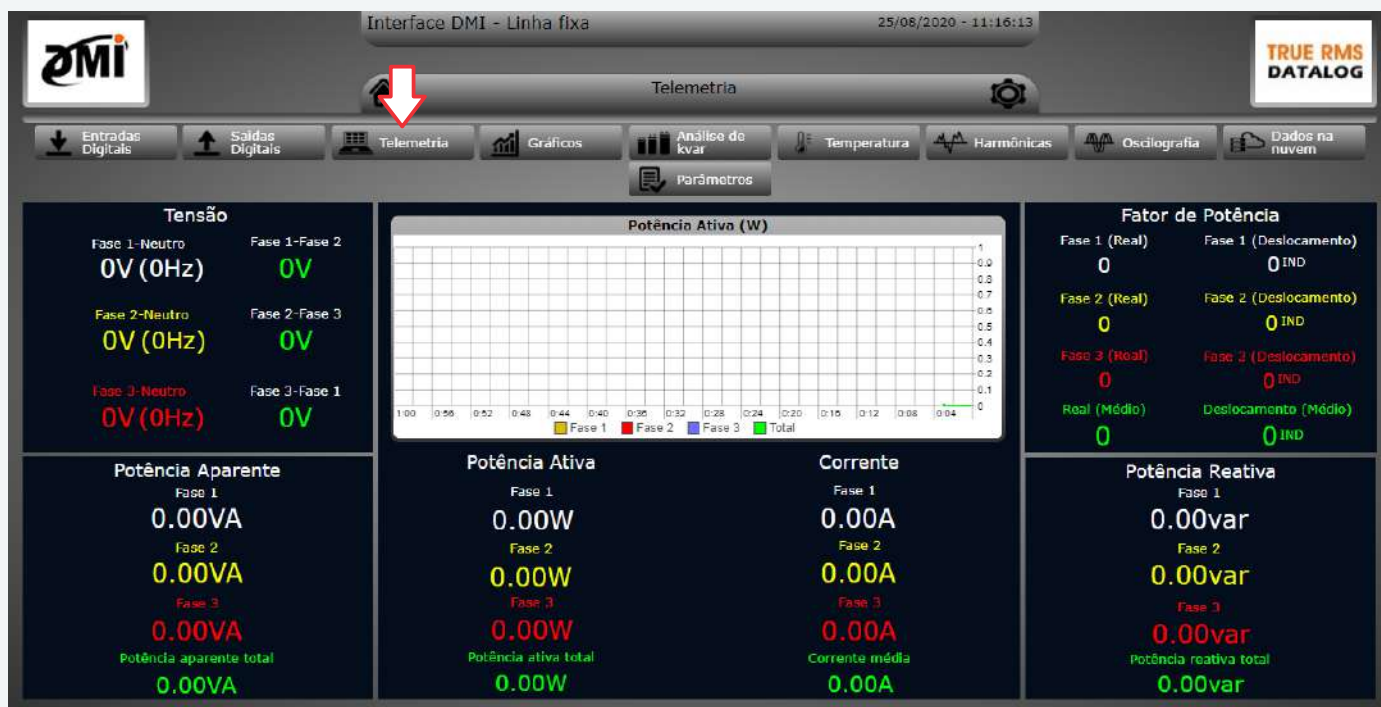 Interface DMI - Linha fixa
25/08/2020 - 11:16:13
DMI
TRUE RMS
DATALOG
Telemetria
Entradas
Digitais
Saídas
Digitais
Telemetria
Gráficos
Análise de
kvar
Temperatura
Harmônicas
Oscilografia
Dados na
nuvem
Parâmetros
Tensão
Fase 1-Neutro
Fase 1-Fase 2
0V (0Hz)
0V
Fase 2-Neutro
Fase 2-Fase 3
0V (0Hz)
0V
Fase 3-Neutro
Fase 3-Fase 1
0V (0Hz)
0V
Potência Ativa (W)
1
0.9
0.8
0.7
0.6
0.5
0.4
0.3
0.2
0.1
0
1:00 0:56 0:52 0:48 0:44 0:40 0:36 0:32 0:28 0:24 0:20 0:16 0:12 0:08 0:04
Fase 1 Fase 2 Fase 3 Total
Fator de Potência
Fase 1 (Real)
Fase 1 (Deslocamento)
0
0 IND
Fase 2 (Real)
Fase 2 (Deslocamento)
0
0 IND
Fase 3 (Real)
Fase 3 (Deslocamento)
0
0 IND
Real (Médio)
Deslocamento (Médio)
0
0 IND
Potência Aparente
Fase 1
0.00VA
Fase 2
0.00VA
Fase 3
0.00VA
Potência aparente total
0.00VA
Potência Ativa
Fase 1
0.00W
Fase 2
0.00W
Fase 3
0.00W
Potência ativa total
0.00W
Corrente
Fase 1
0.00A
Fase 2
0.00A
Fase 3
0.00A
Corrente média
0.00A
Potência Reativa
Fase 1
0.00var
Fase 2
0.00var
Fase 3
0.00var
Potência reativa total
0.00var